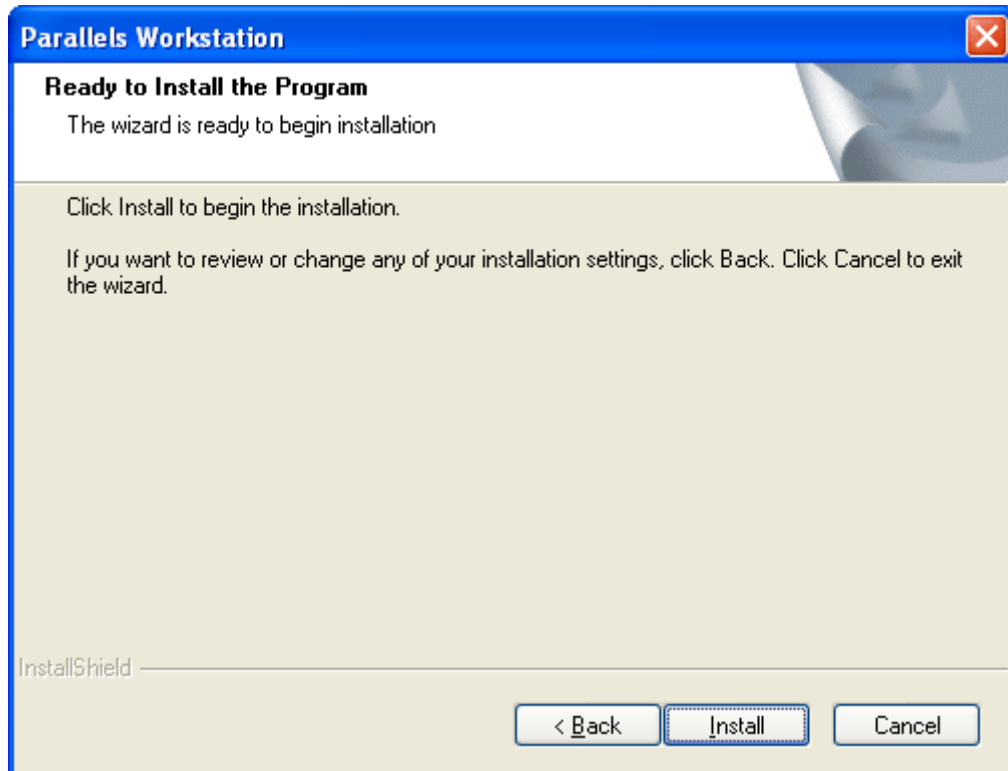 Parallels Workstation
Ready to Install the Program
The wizard is ready to begin installation
Click Install to begin the installation.
If you want to review or change any of your installation settings, click Back. Click Cancel to exit
the wizard.
InstallShield
< Back
Install
Cancel